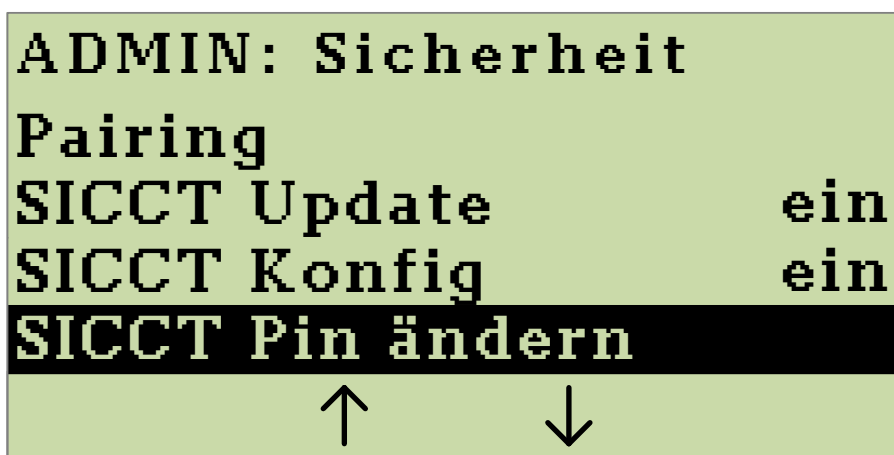 ADMIN: Sicherheit
Pairing
SICCT Update ein
SICCT Konfig ein
SICCT Pin ändern
↑ ↓